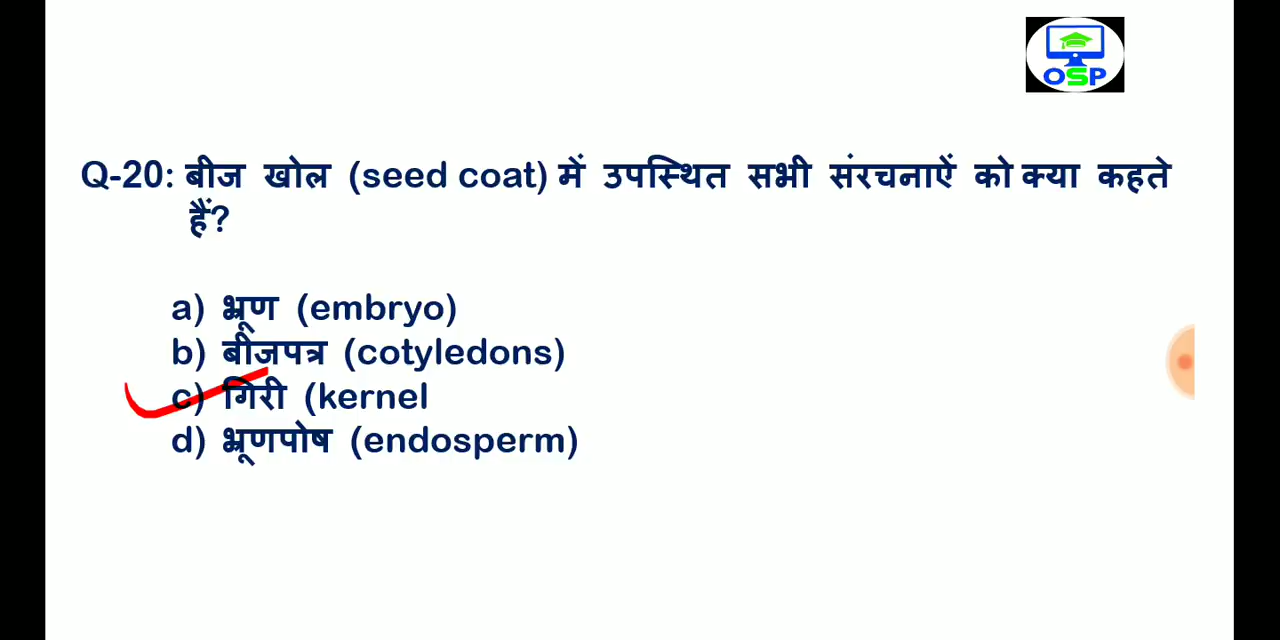 OSP
Q-20: बीज खोल (seed coat) में उपस्थित सभी संरचनाऐं को क्या कहते
हैं?
a) भ्रूण (embryo)
b) बीजपत्र (cotyledons)
c) गिरी (kernel
d) भ्रूणपोष (endosperm)